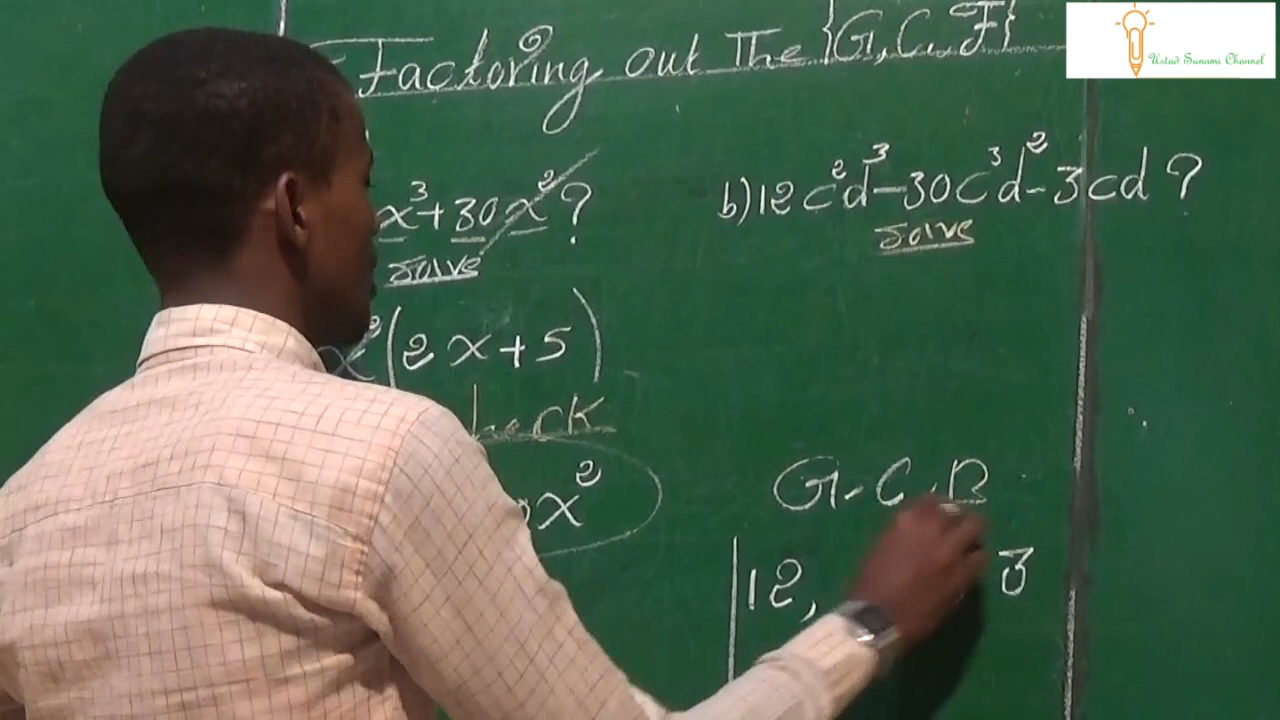 Factoring out The {G.C.F}
Ustad Sunami Channel
x³+30x²?
solve
x²(2x+5)
x²
b) 12c²d³-30c³d²-3cd?
solve
G.C.
12, 3